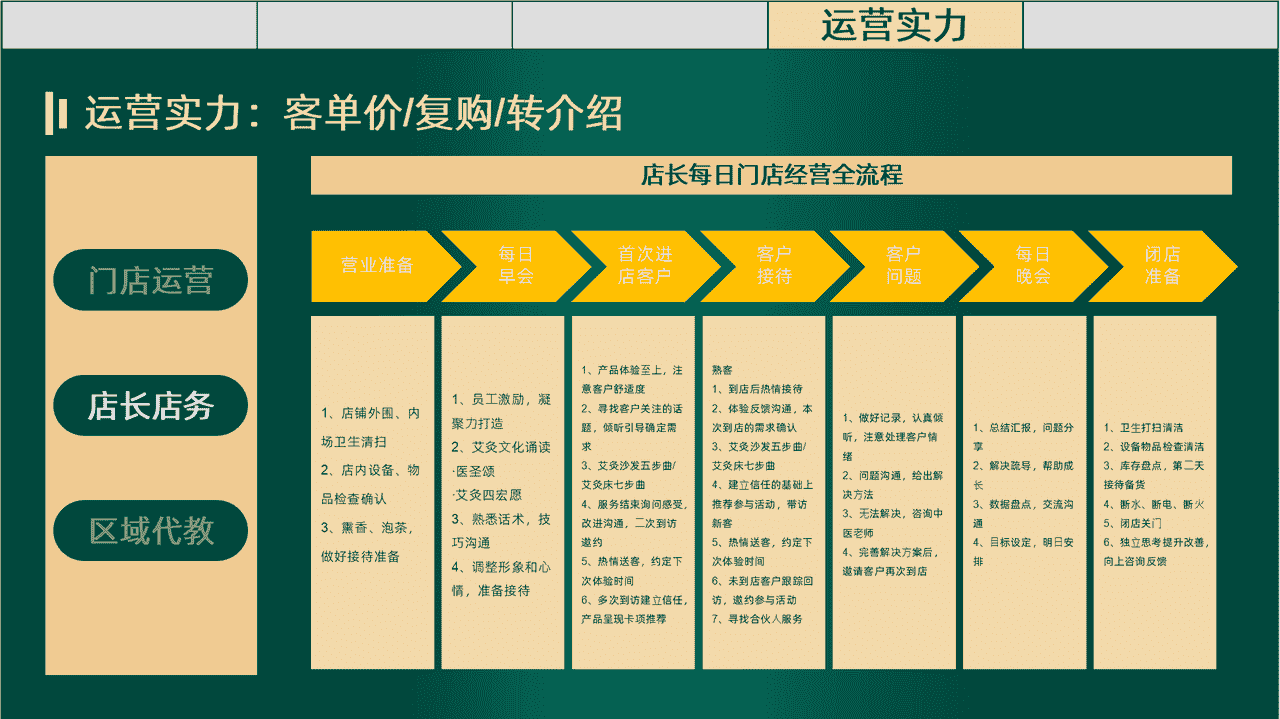 运营实力
运营实力：客单价/复购/转介绍
门店运营
店长店务
区域代教
店长每日门店经营全流程
营业准备
每日
早会
首次进
店客户
客户
接待
客户
问题
每日
晚会
闭店
准备
1、店铺外围、内
场卫生清扫
2、店内设备、物
品检查确认
3、熏香、泡茶，
做好接待准备
1、员工激励，凝
聚力打造
2、艾灸文化诵读
·医圣颂
·艾灸四宏愿
3、熟悉话术，技
巧沟通
4、调整形象和心
情，准备接待
1、产品体验至上，注
意客户舒适度
2、寻找客户关注的话
题，倾听引导确定需
求
3、艾灸沙发五步曲/
艾灸床七步曲
4、服务结束询问感受，
改进沟通，二次到访
邀约
5、热情送客，约定下
次体验时间
6、多次到访建立信任，
产品呈现卡项推荐
熟客
1、到店后热情接待
2、体验反馈沟通，本
次到店的需求确认
3、艾灸沙发五步曲/
艾灸床七步曲
4、建立信任的基础上
推荐参与活动，带访
新客
5、热情送客，约定下
次体验时间
6、未到店客户跟踪回
访，邀约参与活动
7、寻找合伙人服务
1、做好记录，认真倾
听，注意处理客户情
绪
2、问题沟通，给出解
决方法
3、无法解决，咨询中
医老师
4、完善解决方案后，
邀请客户再次到店
1、总结汇报，问题分
享
2、解决疏导，帮助成
长
3、数据盘点，交流沟
通
4、目标设定，明日安
排
1、卫生打扫清洁
2、设备物品检查清洁
3、库存盘点，第二天
接待备货
4、断水、断电、断火
5、闭店关门
6、独立思考提升改善，
向上咨询反馈